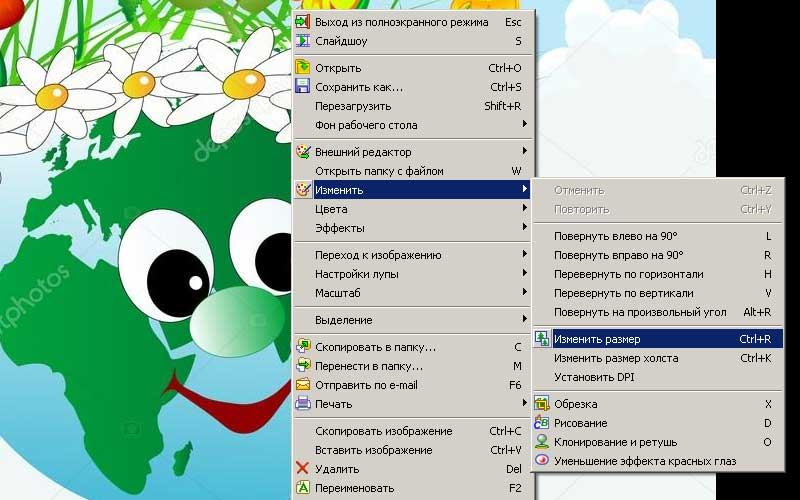 Выход из полноэкранного режима Esc
Слайдшоу S
Открыть Ctrl+O
Сохранить как... Ctrl+S
Перезагрузить Shift+R
Фон рабочего стола
Внешний редактор
Открыть папку с файлом W
Изменить
Цвета
Эффекты
Переход к изображению
Настройки лупы
Масштаб
Выделение
Скопировать в папку... C
Перенести в папку... M
Отправить по e-mail F6
Печать
Скопировать изображение Ctrl+C
Вставить изображение Ctrl+V
Удалить Del
Переименовать F2
Отменить Ctrl+Z
Повторить Ctrl+Y
Повернуть влево на 90° L
Повернуть вправо на 90° R
Перевернуть по горизонтали H
Перевернуть по вертикали V
Повернуть на произвольный угол Alt+R
Изменить размер Ctrl+R
Изменить размер холста Ctrl+K
Установить DPI
Обрезка X
Рисование D
Клонирование и ретушь O
Уменьшение эффекта красных глаз